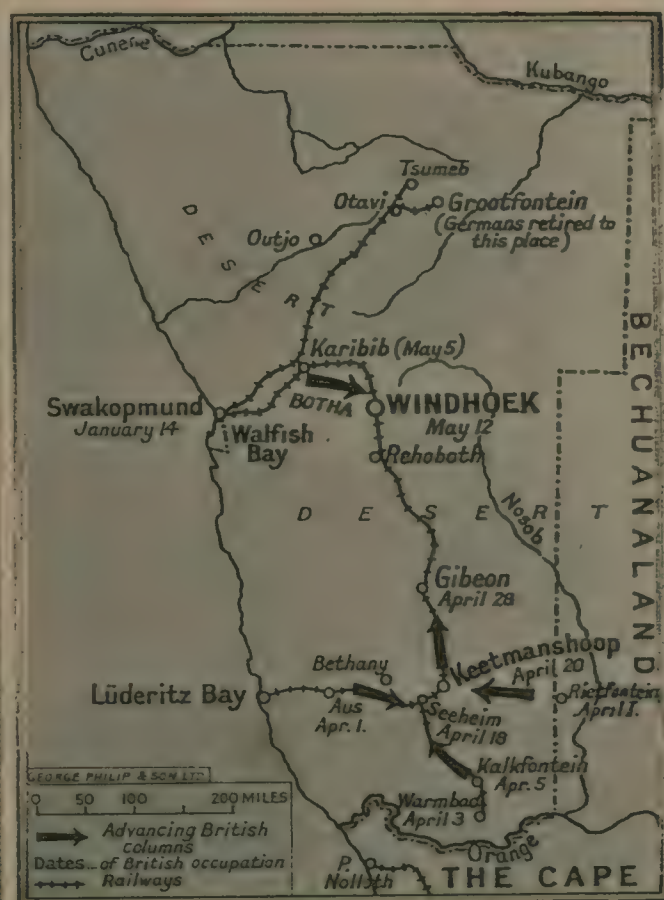 Cunene
Kubango
Tsumeb
Otavi
Grootfontein
(Germans retired to
this place)
Outjo
DESERT
BECHUANALAND
Karibib (May 5)
BOTHA
Swakopmund
January 14
Walfish
Bay
WINDHOEK
May 12
Rehoboth
DESERT
Nosob
Gibeon
April 28
Bethany
Keetmanshoop
April 20
Lüderitz Bay
Aus
Apr. 1.
Seeheim
April 18
Rietfontein
April 1.
Kalkfontein
Apr. 5
Warmbad
April 3
Orange
P.
Nolloth
THE CAPE
GEORGE PHILIP & SON LTD
0 50 100 200 MILES
Advancing British
columns
Dates...of British occupation
Railways